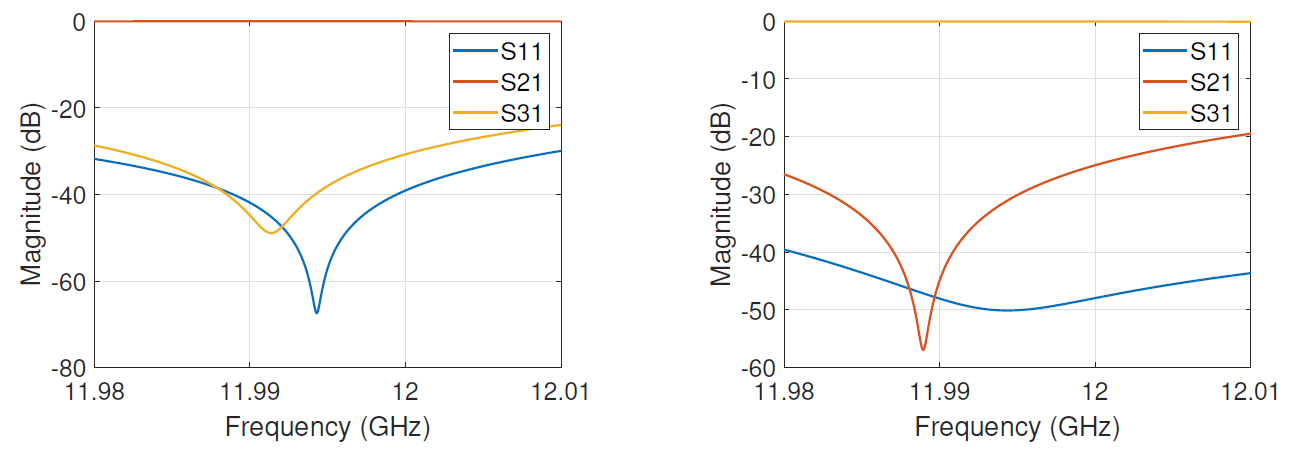 0
-20
-40
-60
-80
11.98
11.99
12
12.01
Magnitude (dB)
Frequency (GHz)
S11
S21
S31
0
-10
-20
-30
-40
-50
-60
11.98
11.99
12
12.01
Magnitude (dB)
Frequency (GHz)
S11
S21
S31